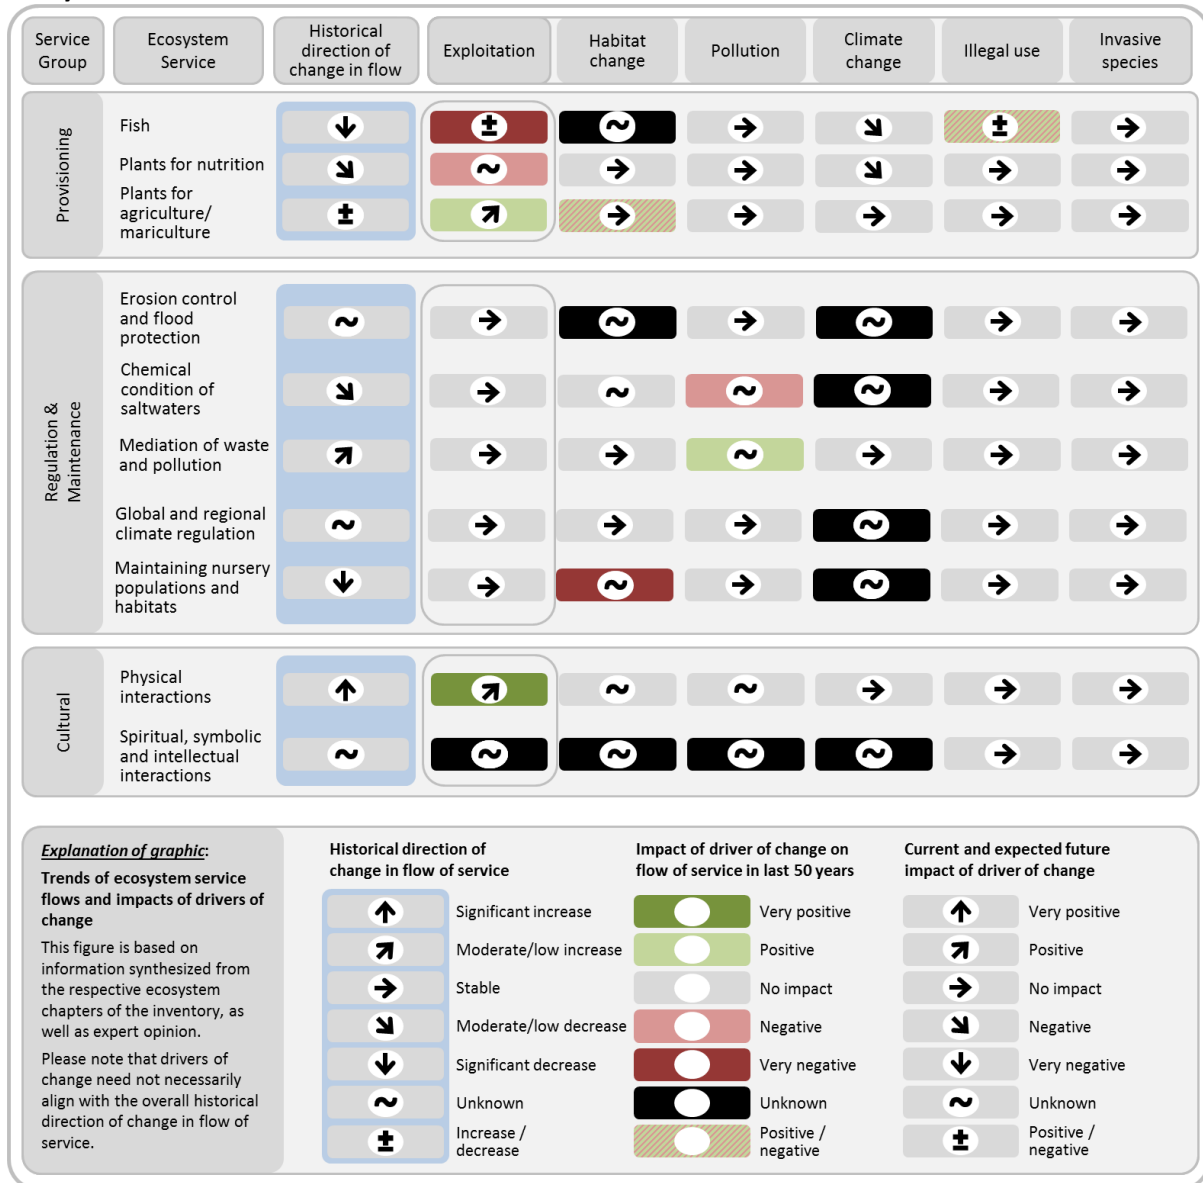 Service
Group
Ecosystem
Service
Historical
direction of
change in flow
Exploitation
Habitat
change
Pollution
Climate
change
Illegal use
Invasive
species
Provisioning
Fish
Plants for nutrition
Plants for
agriculture/
mariculture
Regulation &
Maintenance
Erosion control
and flood
protection
Chemical
condition of
saltwaters
Mediation of waste
and pollution
Global and regional
climate regulation
Maintaining nursery
populations and
habitats
Cultural
Physical
interactions
Spiritual, symbolic
and intellectual
interactions
Explanation of graphic:
Trends of ecosystem service
flows and impacts of drivers of
change
This figure is based on
information synthesized from
the respective ecosystem
chapters of the inventory, as
well as expert opinion.
Please note that drivers of
change need not necessarily
align with the overall historical
direction of change in flow of
service.
Historical direction of
change in flow of service
Significant increase
Moderate/low increase
Stable
Moderate/low decrease
Significant decrease
Unknown
Increase /
decrease
Impact of driver of change on
flow of service in last 50 years
Very positive
Positive
No impact
Negative
Very negative
Unknown
Positive /
negative
Current and expected future
impact of driver of change
Very positive
Positive
No impact
Negative
Very negative
Unknown
Positive /
negative